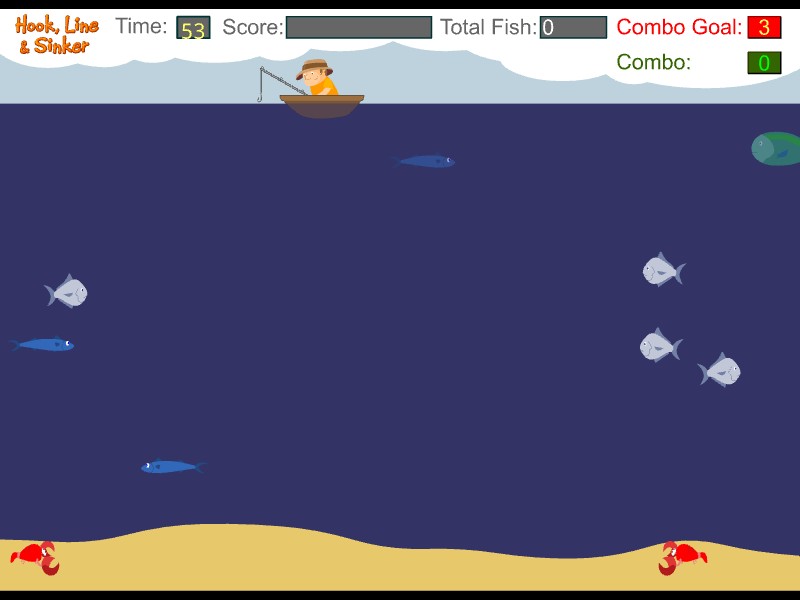 Hook, Line
& Sinker
Time: 53
Score:
Total Fish: 0
Combo Goal: 3
Combo: 0